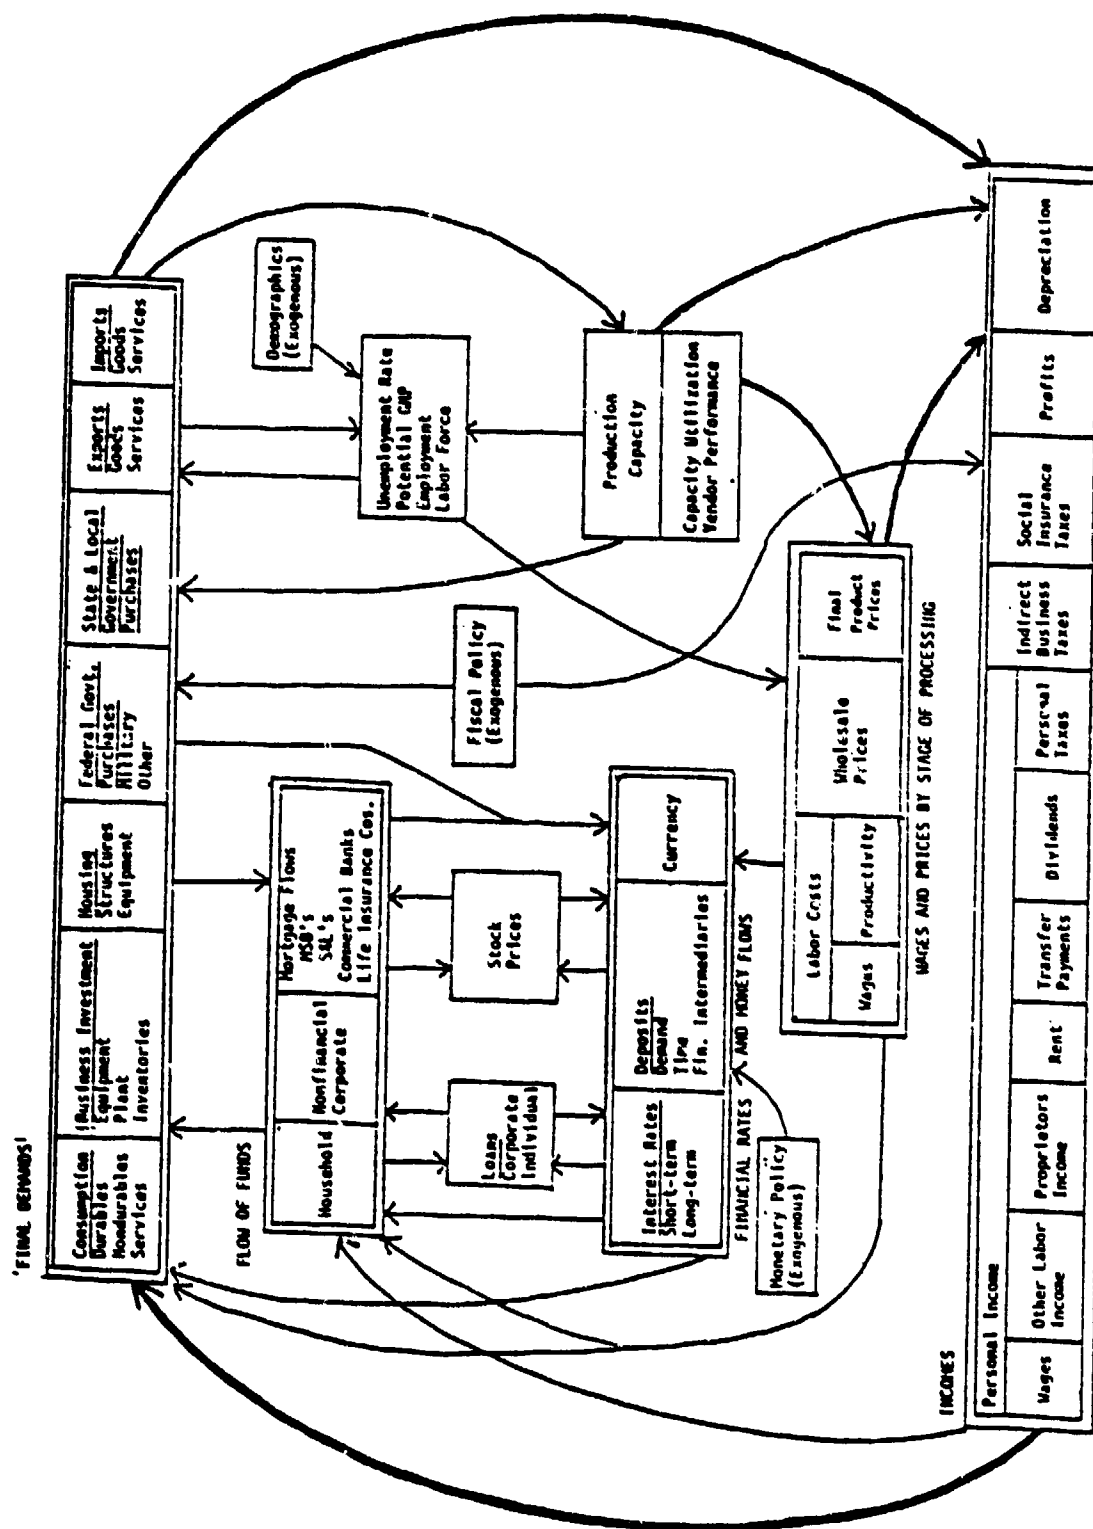 'FINAL DEMANDS'
Consumption
Durables
Nondurables
Services
Business Investment
Equipment
Plant
Inventories
Housing
Structures
Equipment
Federal Govt.
Purchases
Military
Other
State & Local
Government
Purchases
Exports
Goods
Services
Imports
Goods
Services
FLOW OF FUNDS
Household
Nonfinancial
Corporate
Mortgage Flows
MSB's
S&L's
Commercial Banks
Life Insurance Cos.
Fiscal Policy
(Exogenous)
Unemployment Rate
Potential GNP
Employment
Labor Force
Demographics
(Exogenous)
Loans
Corporate
Individual
Stock
Prices
Production
Capacity
Capacity Utilization
Vendor Performance
Interest Rates
Short-term
Long-term
Deposits
Demand
Time
Fin. Intermediaries
Currency
FINANCIAL RATES AND MONEY FLOWS
Monetary Policy
(Exogenous)
Labor Costs
Wages
Productivity
Wholesale
Prices
Final
Product
Prices
WAGES AND PRICES BY STAGE OF PROCESSING
INCOMES
Personal Income
Wages
Other Labor
Income
Proprietors
Income
Rent
Transfer
Payments
Dividends
Personal
Taxes
Indirect
Business
Taxes
Social
Insurance
Taxes
Profits
Depreciation